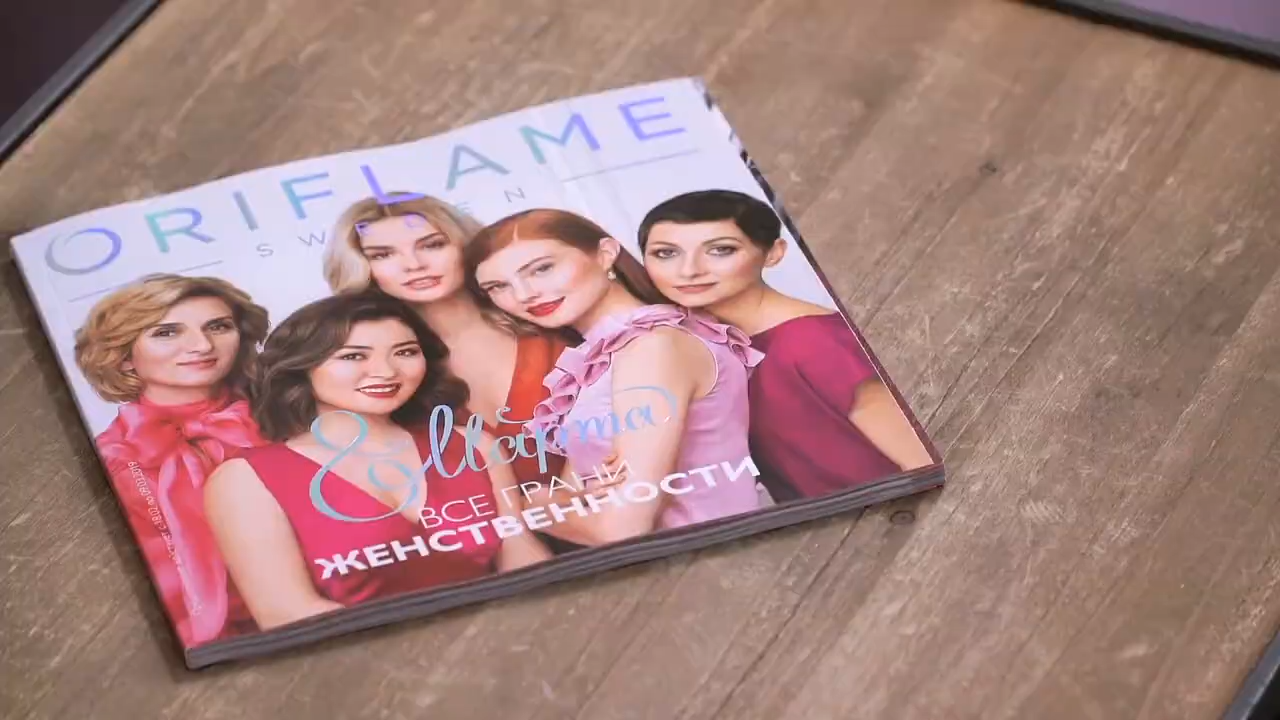 ORIFLAME
SWEDEN
8 Марта
ВСЕ ГРАНИ
ЖЕНСТВЕННОСТИ